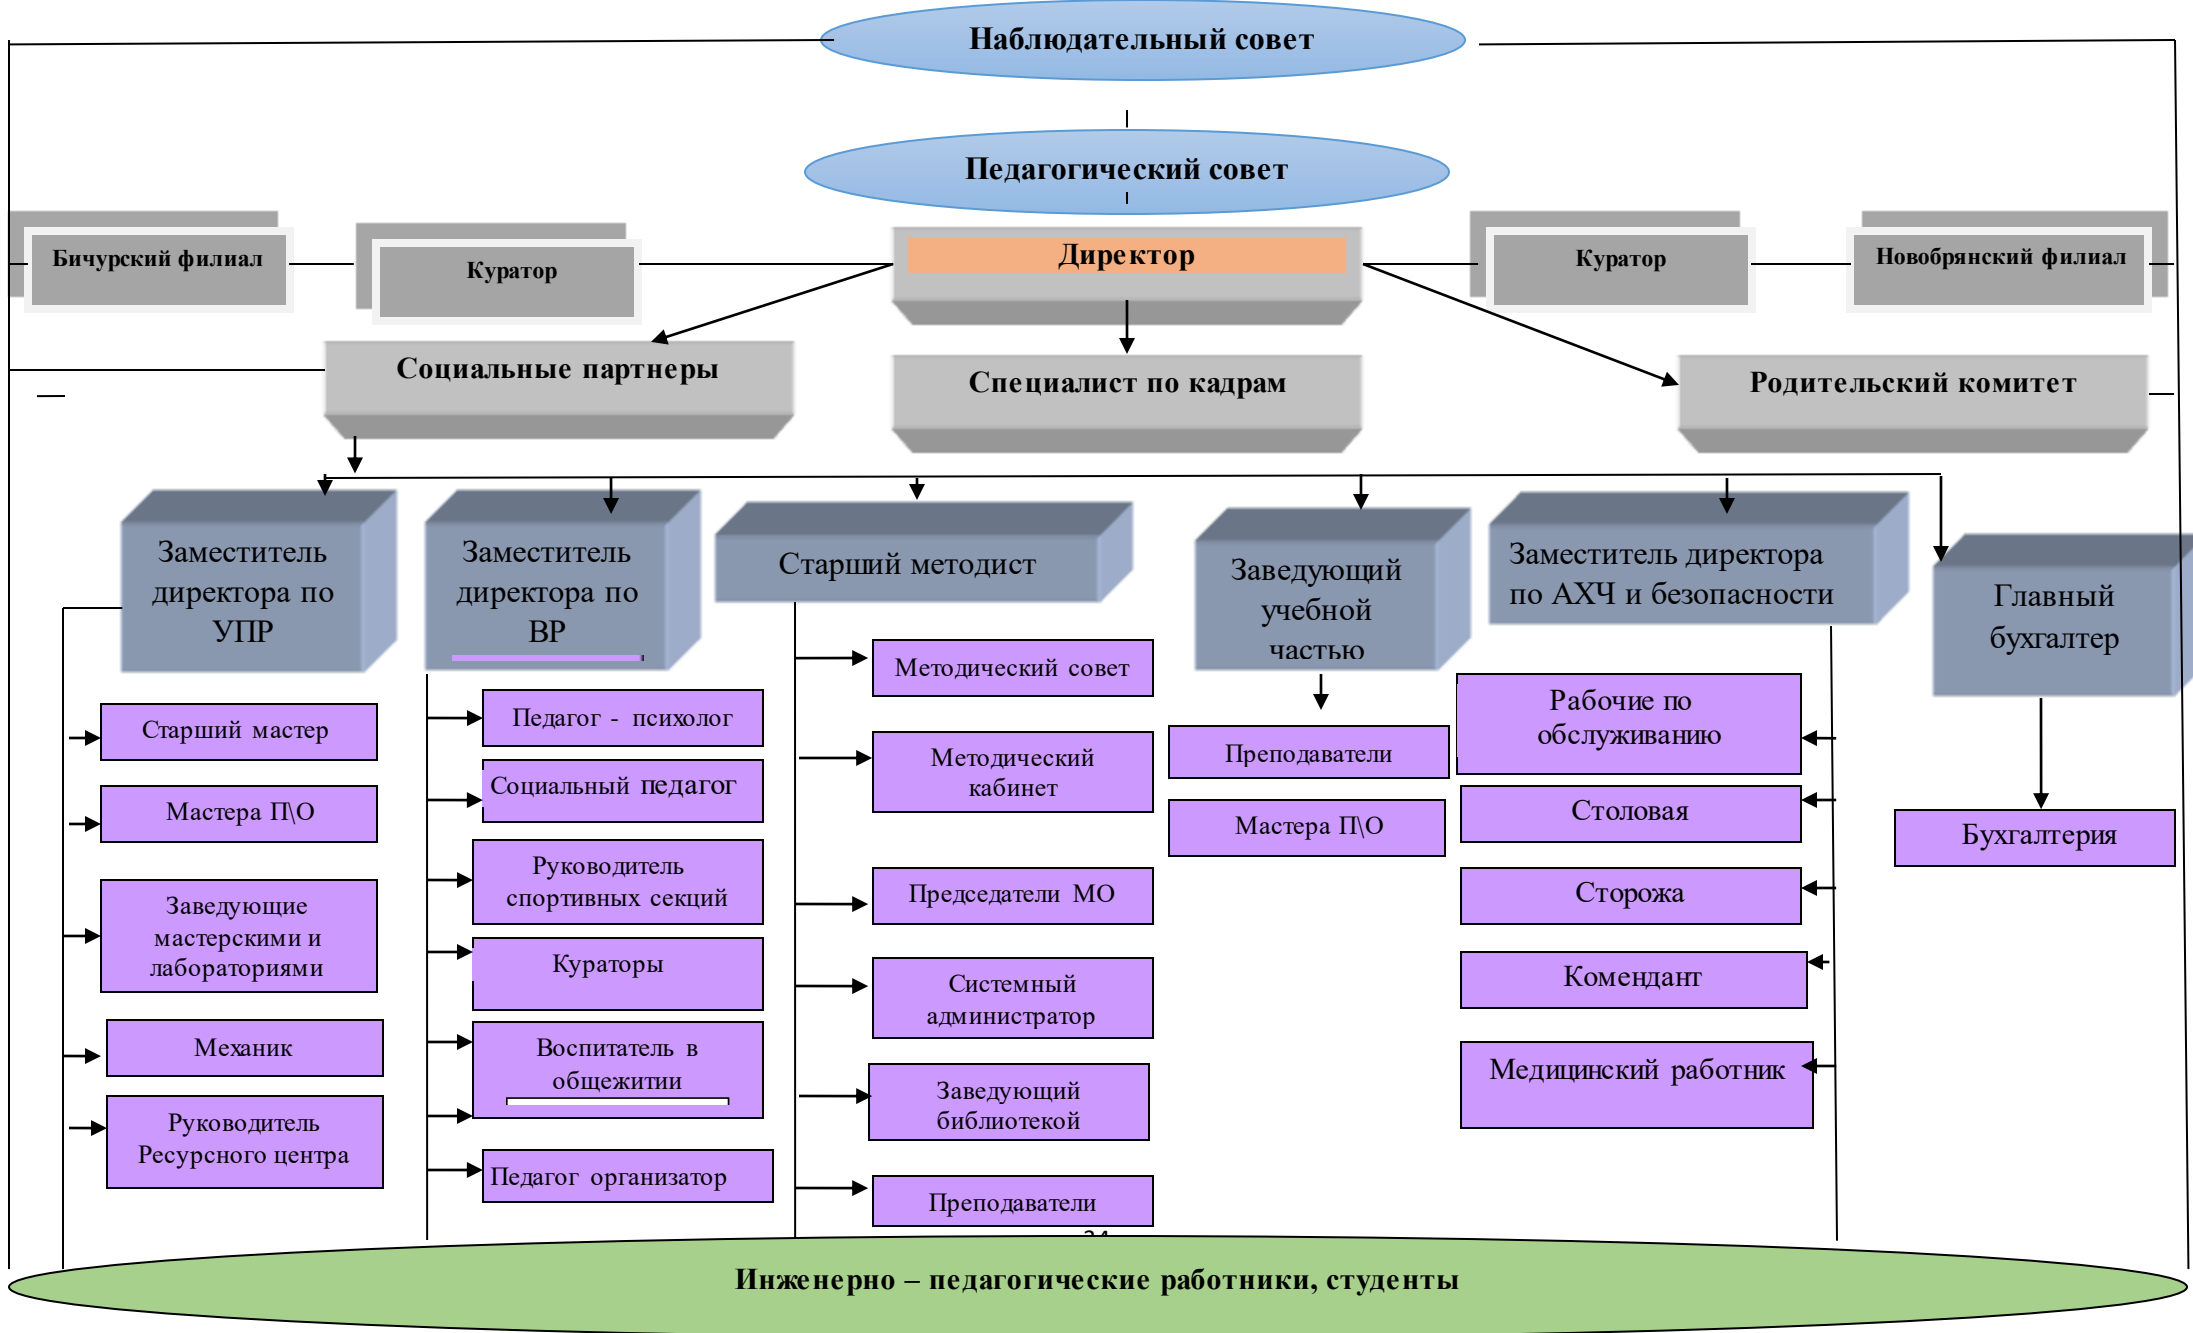 Наблюдательный совет
Педагогический совет
Бичурский филиал
Куратор
Директор
Куратор
Новобрянский филиал
Социальные партнеры
Специалист по кадрам
Родительский комитет
Заместитель
директора по
УПР
Заместитель
директора по
ВР
Старший методист
Заведующий
учебной
частью
Заместитель директора
по АХЧ и безопасности
Главный
бухгалтер
Старший мастер
Мастера П\О
Заведующие
мастерскими и
лабораториями
Механик
Руководитель
Ресурсного центра
Педагог - психолог
Социальный педагог
Руководитель
спортивных секций
Кураторы
Воспитатель в
общежитии
Педагог организатор
Методический совет
Методический
кабинет
Председатели МО
Системный
администратор
Заведующий
библиотекой
Преподаватели
Преподаватели
Мастера П\О
Рабочие по
обслуживанию
Столовая
Сторожа
Комендант
Медицинский работник
Бухгалтерия
Инженерно – педагогические работники, студенты